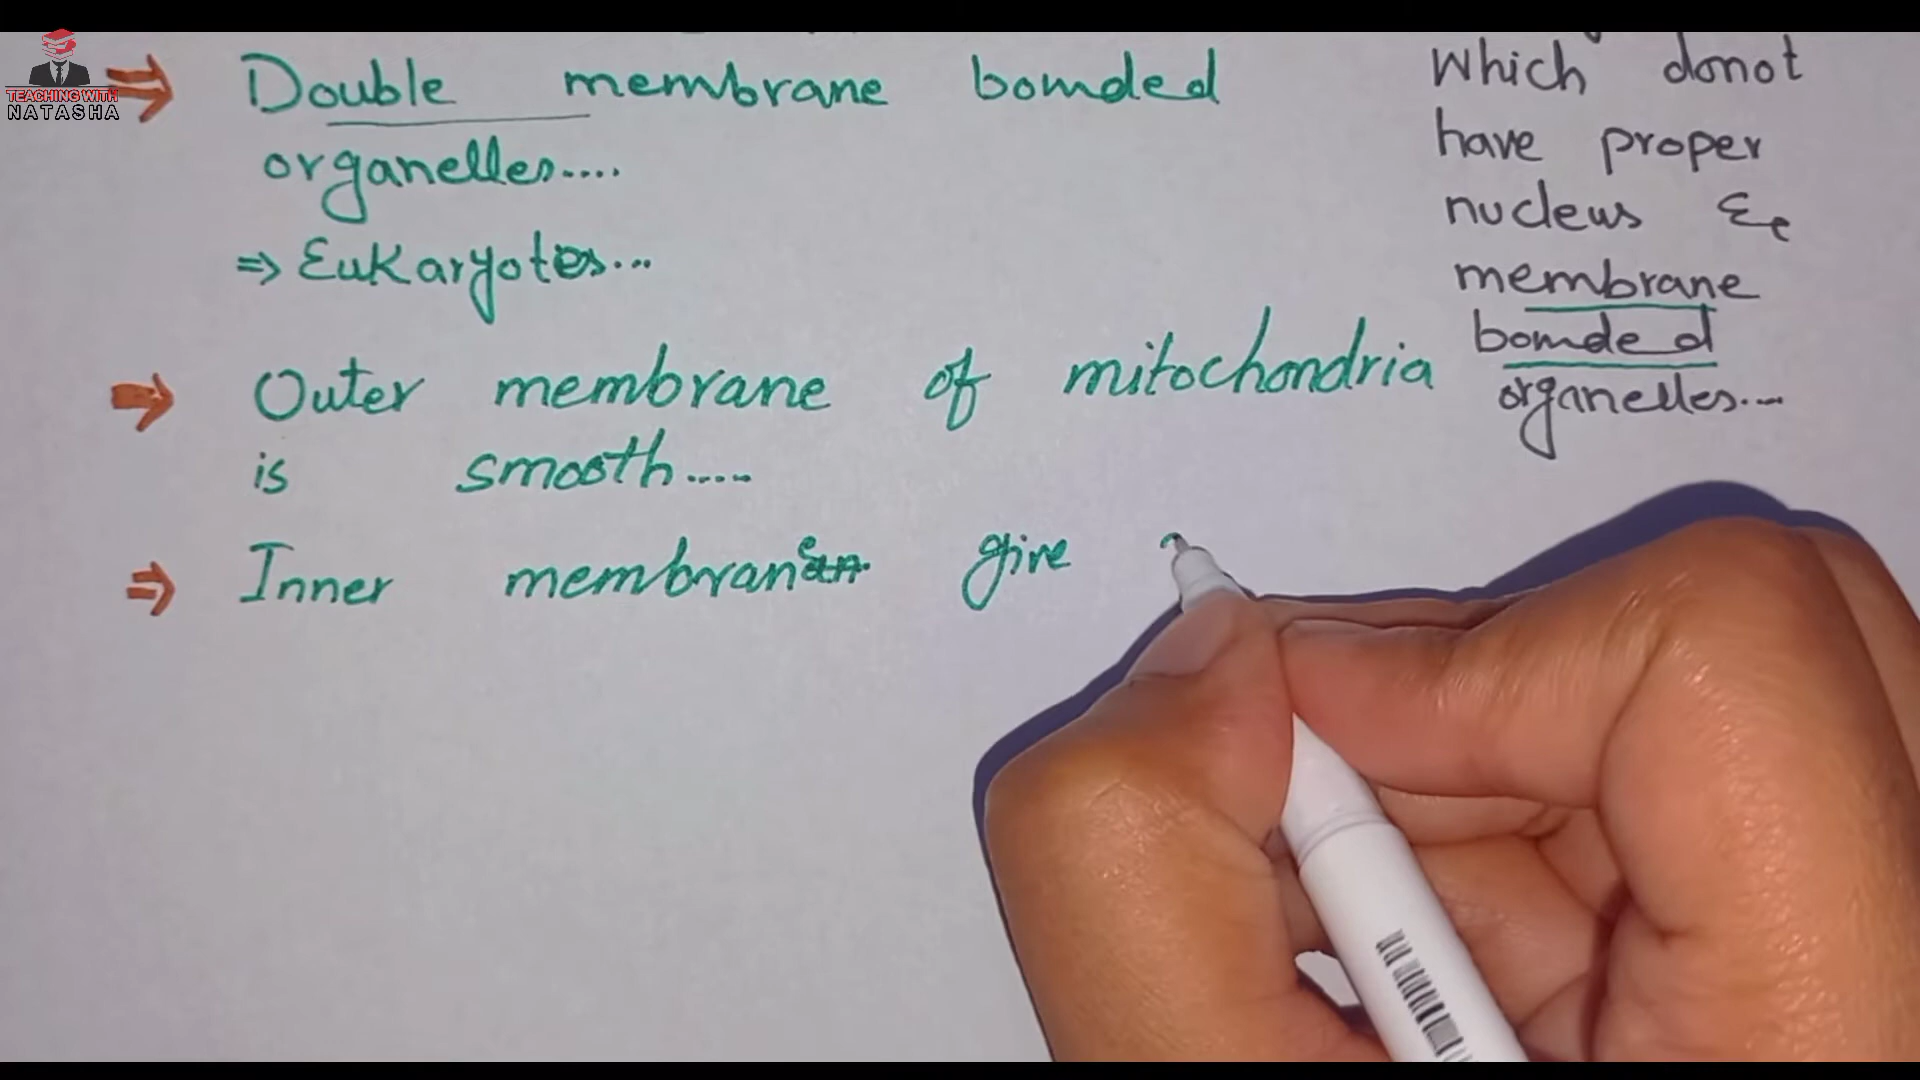 TEACHING WITH
NATASHA
⇒ Double membrane bomded
organelles....
⇒ Eukaryotes...
⇒ Outer membrane of mitochondria
is smooth.....
⇒ Inner membrane give
Which donot
have proper
nucleus &
membrane
bomded
organelles....